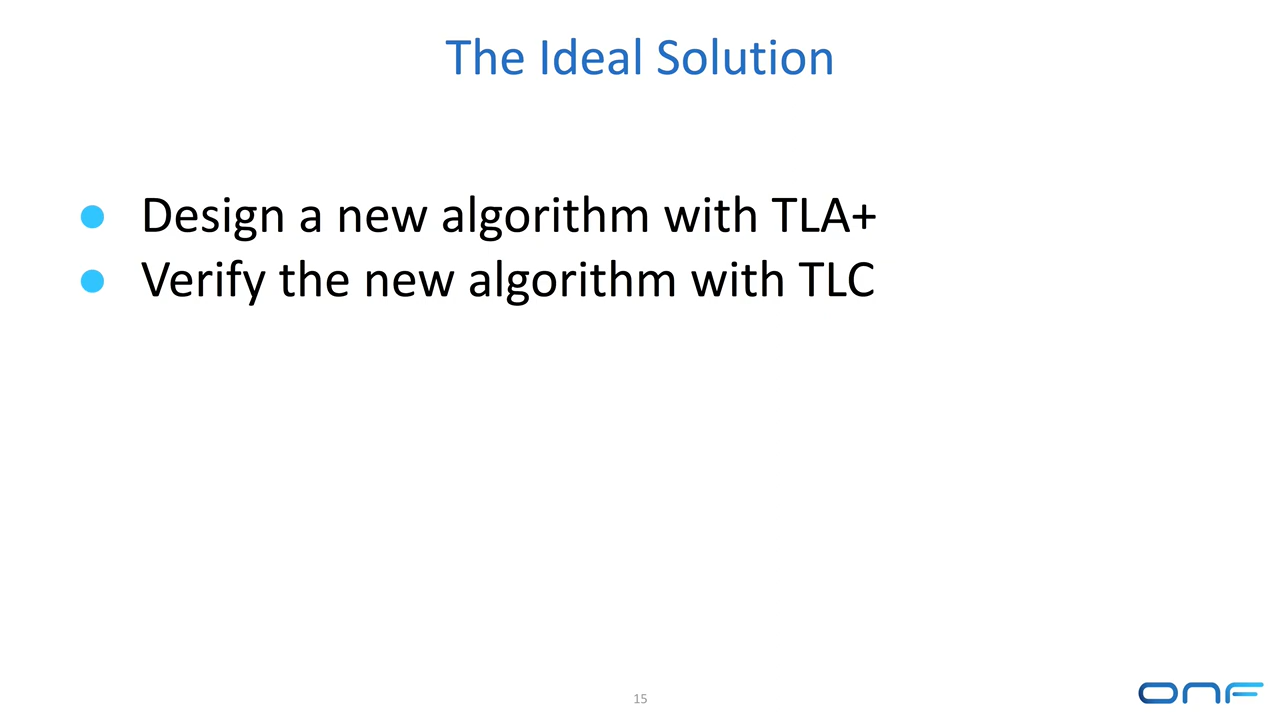 The Ideal Solution
● Design a new algorithm with TLA+
● Verify the new algorithm with TLC
15
ONF